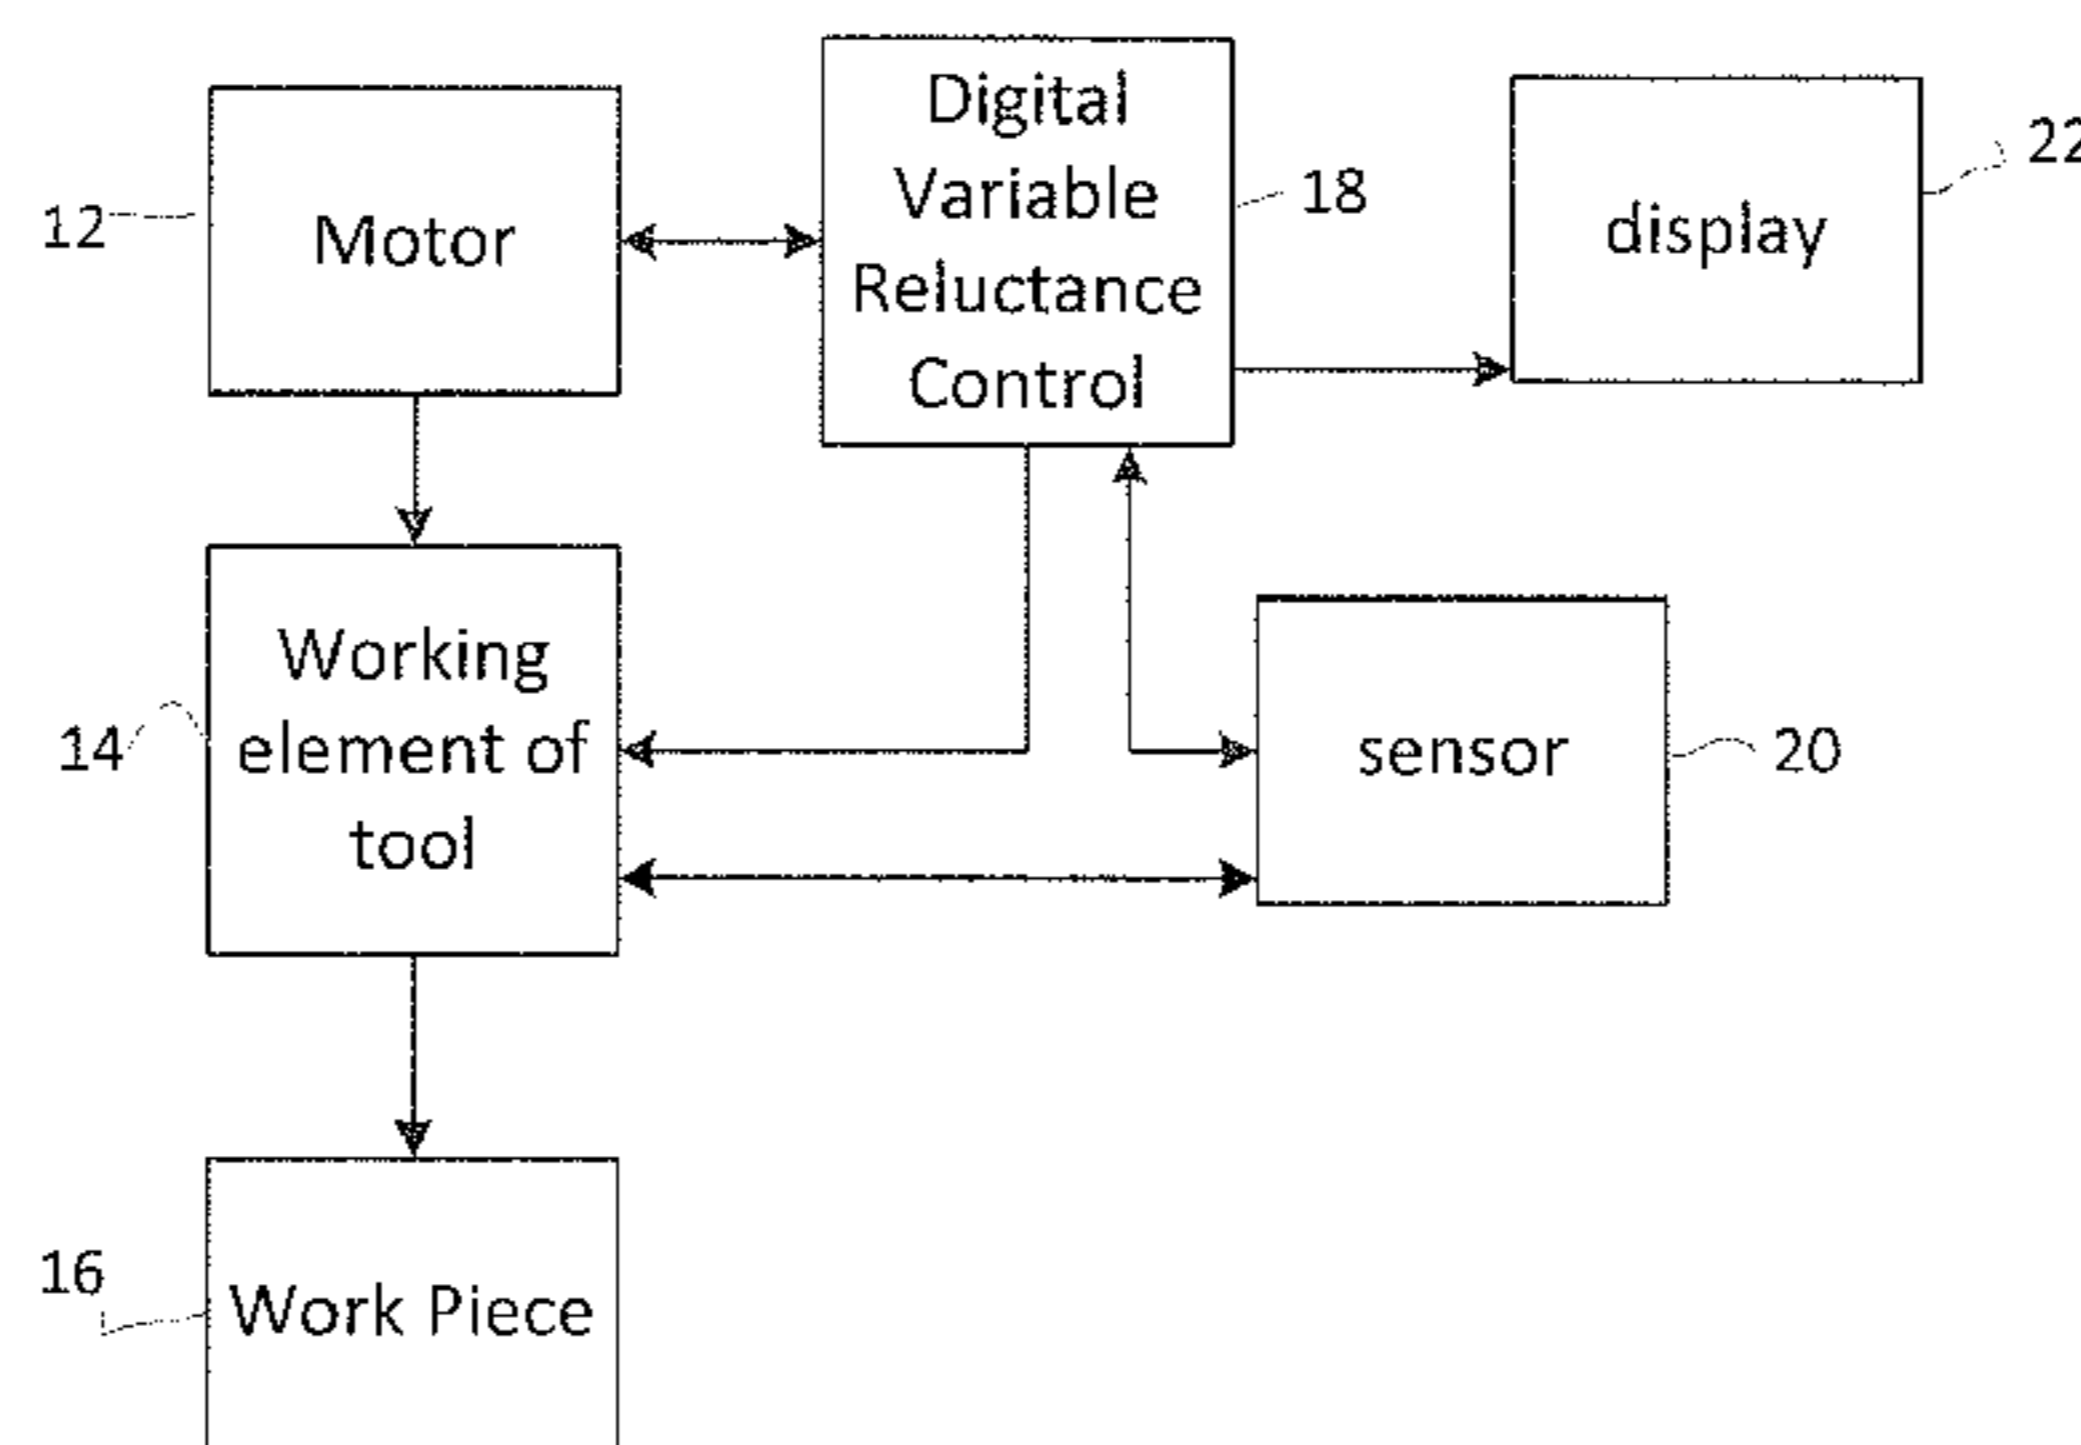 12
Motor
Digital
Variable
Reluctance
Control
18
display
22
14
Working
element of
tool
sensor
20
16
Work Piece